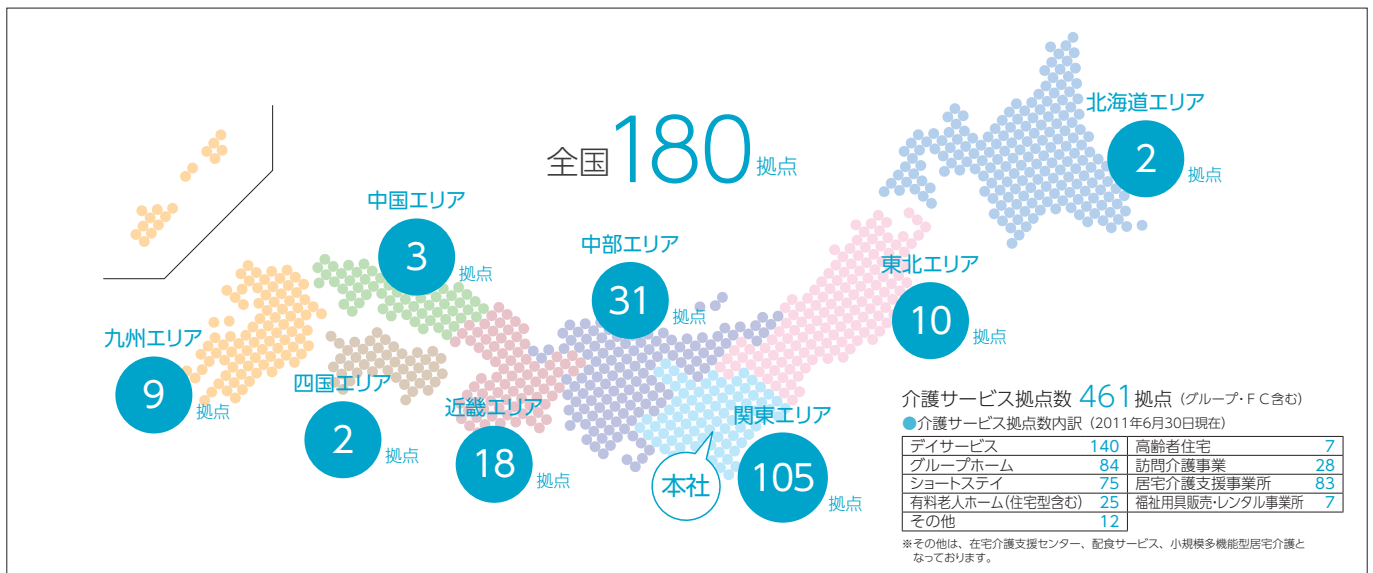 全国180拠点
北海道エリア
2拠点
中国エリア
3拠点
中部エリア
31拠点
東北エリア
10拠点
九州エリア
9拠点
四国エリア
2拠点
近畿エリア
18拠点
関東エリア
105拠点
本社
介護サービス拠点数 461拠点 (グループ・FC含む)
●介護サービス拠点数内訳 (2011年6月30日現在)
デイサービス 140 高齢者住宅 7
グループホーム 84 訪問介護事業 28
ショートステイ 75 居宅介護支援事業所 83
有料老人ホーム(住宅型含む) 25 福祉用具販売・レンタル事業所 7
その他 12
※その他は、在宅介護支援センター、配食サービス、小規模多機能型居宅介護と
なっております。